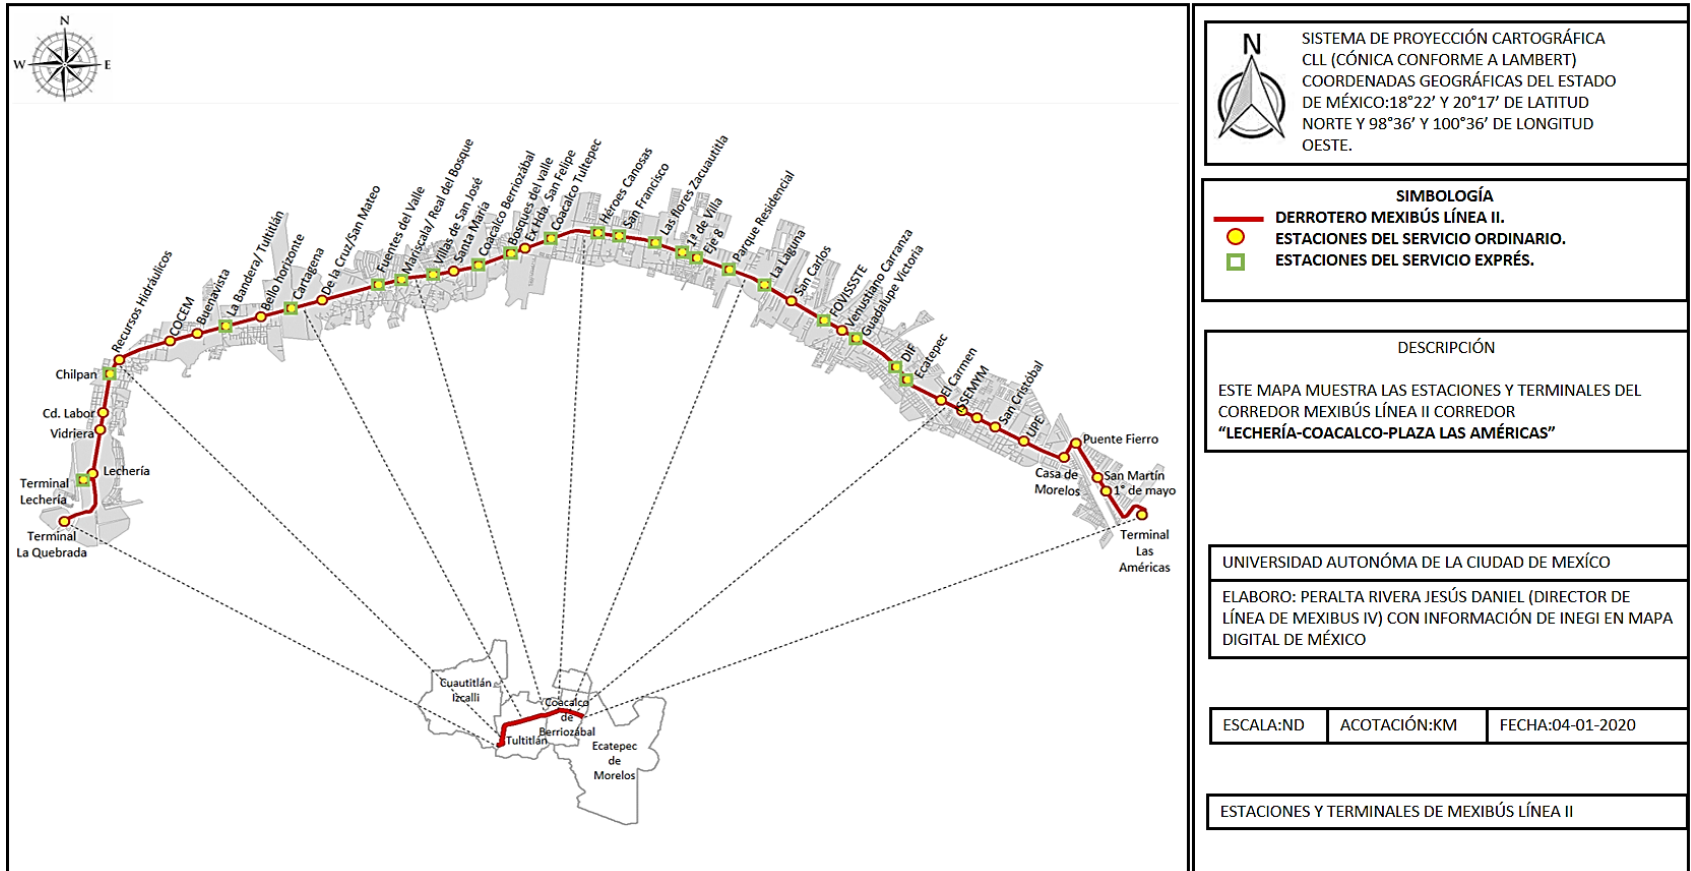 N
W
E
Recursos Hidráulicos
COCEM
Buenavista
La Bandera/ Tultitlán
Bello horizonte
Cartagena
De la Cruz/San Mateo
Fuentes del Valle
Mariscala/ Real del Bosque
Villas de San José
Santa María
Coacalco Berriozábal
Bosques del valle
Ex Hda. San Felipe
Coacalco Tultepec
Héroes Canosas
San Francisco
Las flores Zacuautitla
1ª de Villa
Eje 8
Parque Residencial
La Laguna
San Carlos
FOVISSSTE
Venustiano Carranza
Guadalupe Victoria
DIF
Ecatepec
El Carmen
ISSEMYM
San Cristóbal
UPE
Puente Fierro
Casa de
Morelos
San Martín
1° de mayo
Terminal
Las
Américas
Chilpan
Cd. Labor
Vidriera
Lechería
Terminal
Lechería
Terminal
La Quebrada
Cuautitlán
Izcalli
Tultitlán
Coacalco
de
Berriozábal
Ecatepec
de
Morelos
N
SISTEMA DE PROYECCIÓN CARTOGRÁFICA
CLL (CÓNICA CONFORME A LAMBERT)
COORDENADAS GEOGRÁFICAS DEL ESTADO
DE MÉXICO:18°22’ Y 20°17’ DE LATITUD
NORTE Y 98°36’ Y 100°36’ DE LONGITUD
OESTE.
SIMBOLOGÍA
DERROTERO MEXIBÚS LÍNEA II.
ESTACIONES DEL SERVICIO ORDINARIO.
ESTACIONES DEL SERVICIO EXPRÉS.
DESCRIPCIÓN
ESTE MAPA MUESTRA LAS ESTACIONES Y TERMINALES DEL
CORREDOR MEXIBÚS LÍNEA II CORREDOR
“LECHERÍA-COACALCO-PLAZA LAS AMÉRICAS”
UNIVERSIDAD AUTONÓMA DE LA CIUDAD DE MEXÍCO
ELABORO: PERALTA RIVERA JESÚS DANIEL (DIRECTOR DE
LÍNEA DE MEXIBUS IV) CON INFORMACIÓN DE INEGI EN MAPA
DIGITAL DE MÉXICO
ESCALA:ND
ACOTACIÓN:KM
FECHA:04-01-2020
ESTACIONES Y TERMINALES DE MEXIBÚS LÍNEA II